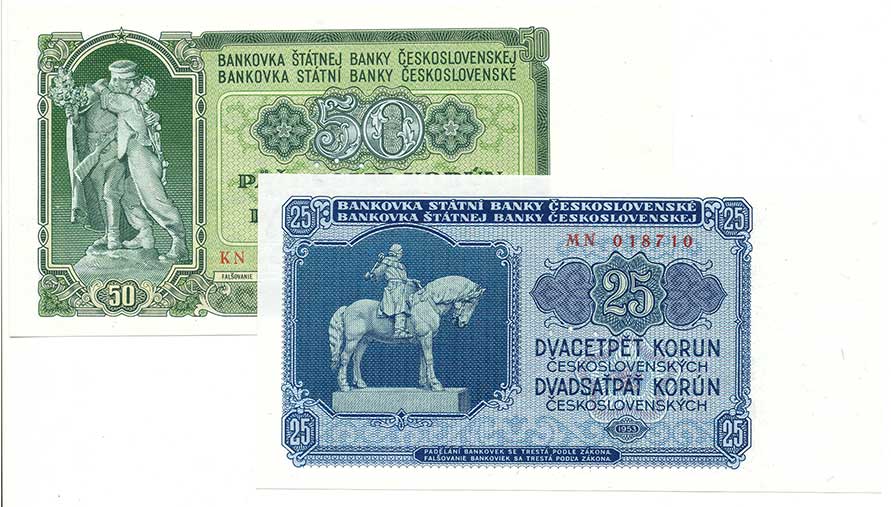 50
BANKOVKA ŠTÁTNEJ BANKY ČESKOSLOVENSKEJ
BANKOVKA STÁTNÍ BANKY ČESKOSLOVENSKÉ
50
KN
FALŠOVANIE
50
25
BANKOVKA STÁTNÍ BANKY ČESKOSLOVENSKÉ
BANKOVKA ŠTÁTNEJ BANKY ČESKOSLOVENSKEJ
25
MN 018710
25
DVACETPĚT KORUN
ČESKOSLOVENSKÝCH
DVADSAŤPÄŤ KORÚN
ČESKOSLOVENSKÝCH
1953
25
25
PADĚLÁNÍ BANKOVEK SE TRESTÁ PODLE ZÁKONA.
FALŠOVANIE BANKOVIEK SA TRESTÁ PODĽA ZÁKONA.